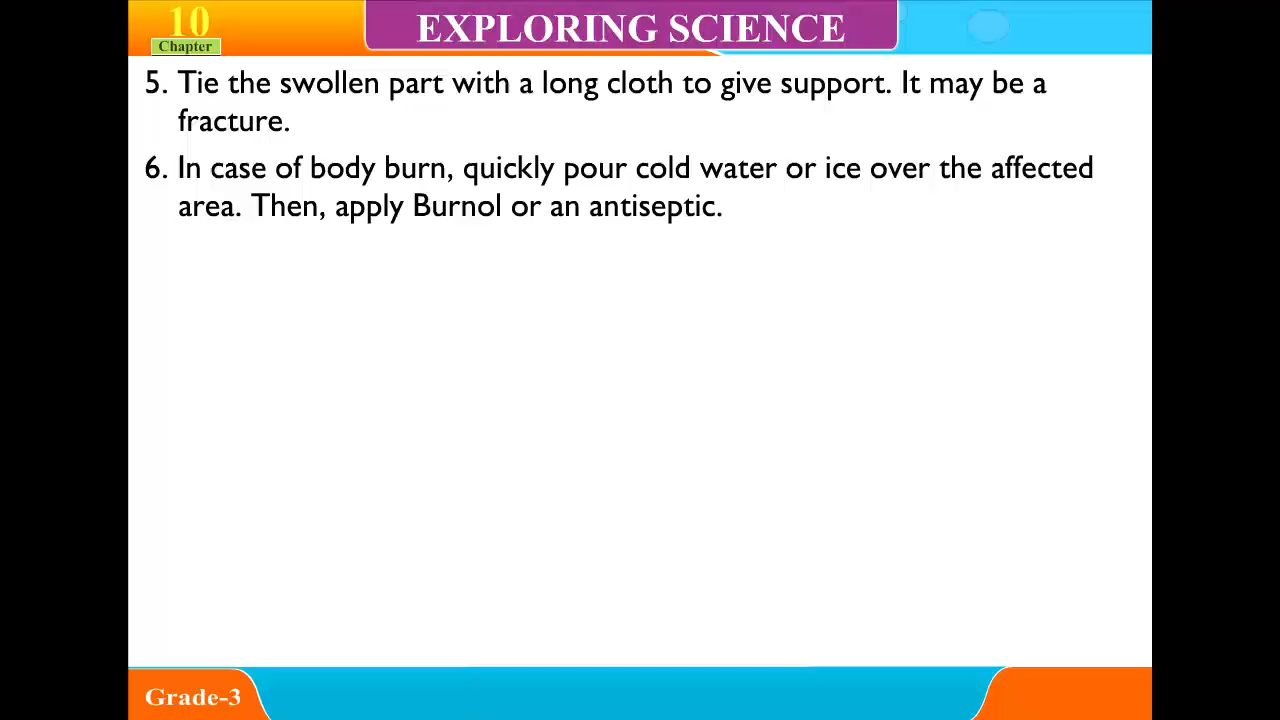 10
Chapter
EXPLORING SCIENCE
5. Tie the swollen part with a long cloth to give support. It may be a
fracture.
6. In case of body burn, quickly pour cold water or ice over the affected
area. Then, apply Burnol or an antiseptic.
Grade-3